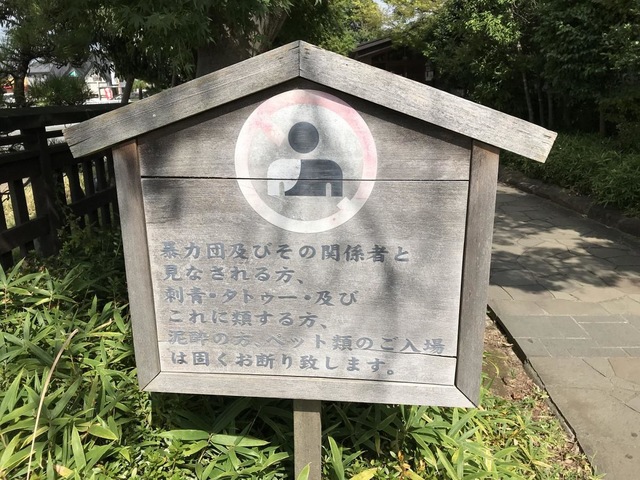 暴力団及びその関係者と
見なされる方、
刺青・タトゥー・及び
これに類する方、
泥酔の方、ペット類のご入場
は固くお断り致します。